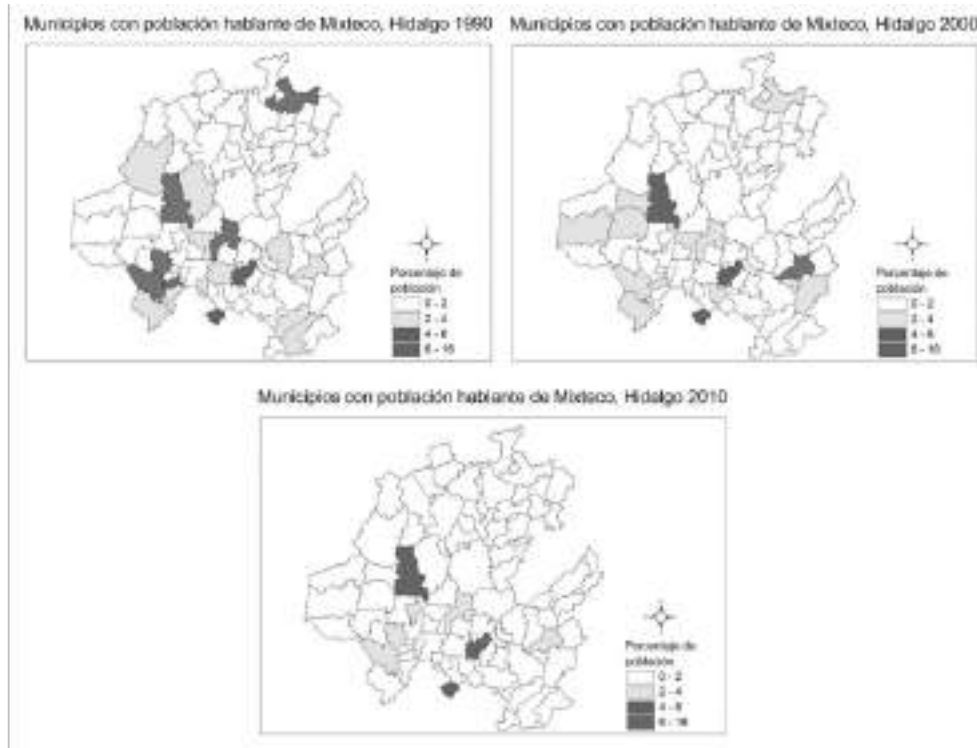 Municipios con población hablante de Mixteco, Hidalgo 1990
Municipios con población hablante de Mixteco, Hidalgo 2000
Porcentaje de
población
0 - 2
2 - 4
4 - 6
6 - 16
Porcentaje de
población
0 - 2
2 - 4
4 - 6
6 - 16
Municipios con población hablante de Mixteco, Hidalgo 2010
Porcentaje de
población
0 - 2
2 - 4
4 - 6
6 - 16